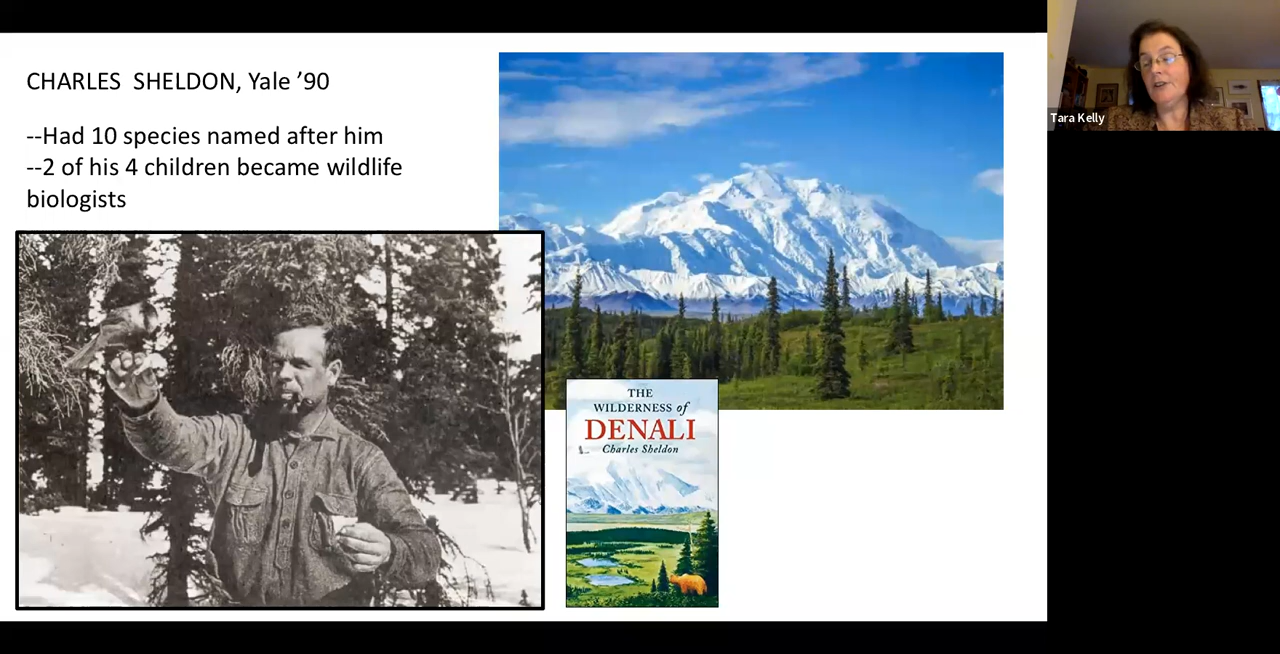 CHARLES  SHELDON, Yale ’90
--Had 10 species named after him
--2 of his 4 children became wildlife
biologists
THE
WILDERNESS of
DENALI
Charles Sheldon
Tara Kelly